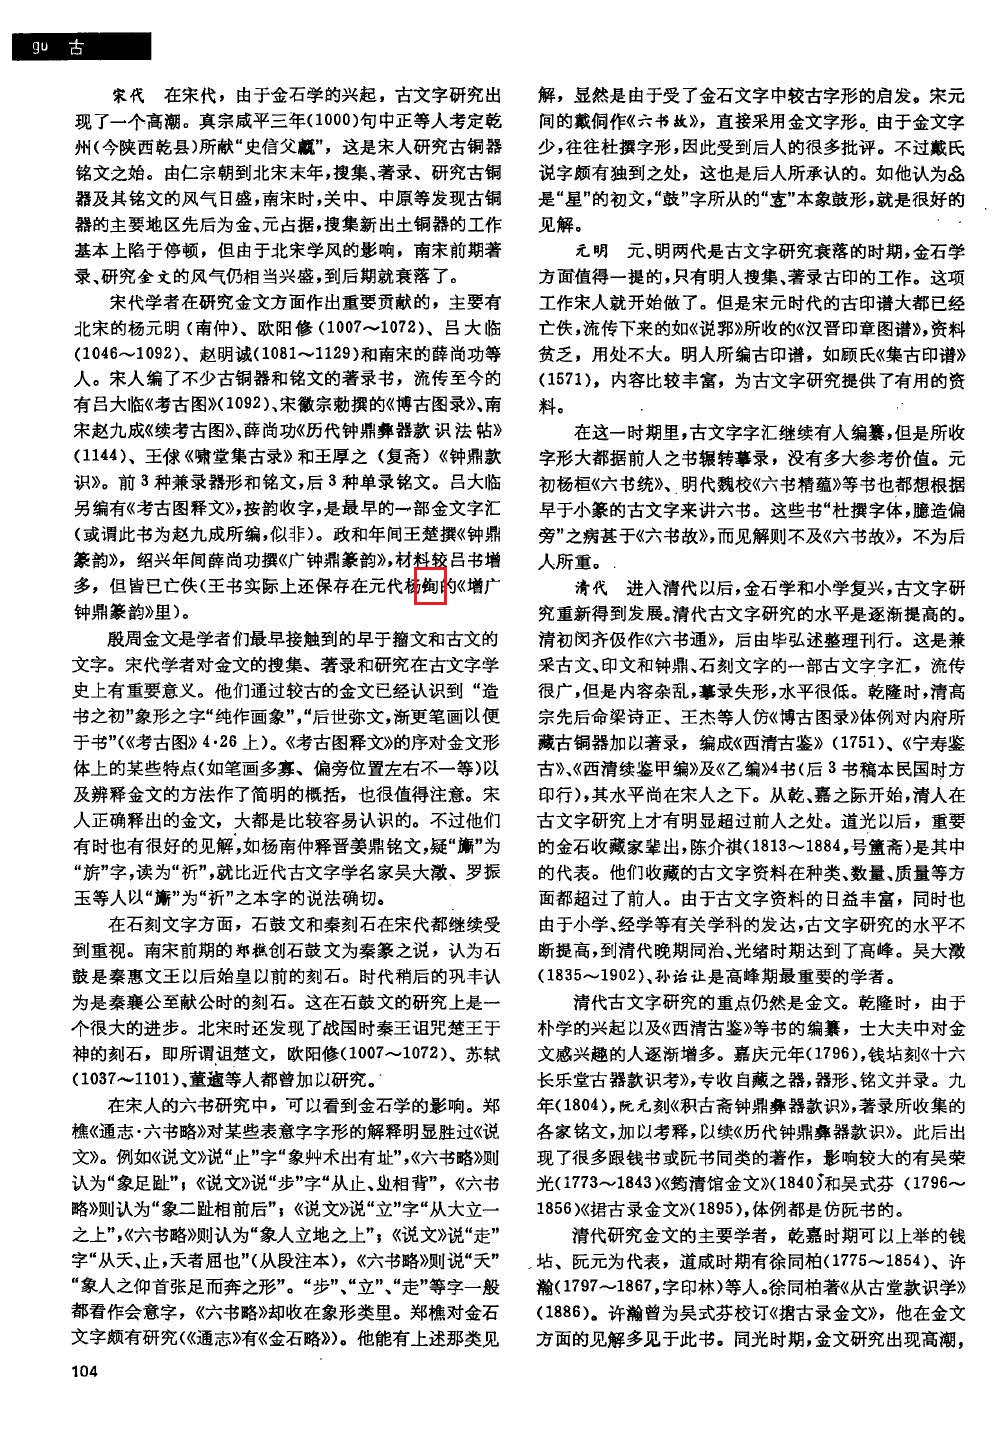 gu 古
宋代 在宋代，由于金石学的兴起，古文字研究出
现了一个高潮。真宗咸平三年(1000)句中正等人考定乾
州(今陕西乾县)所献“史信父甗”，这是宋人研究古铜器
铭文之始。由仁宗朝到北宋末年，搜集、著录、研究古铜
器及其铭文的风气日盛，南宋时，关中、中原等发现古铜
器的主要地区先后为金、元占据，搜集新出土铜器的工作
基本上陷于停顿，但由于北宋学风的影响，南宋前期著
录、研究金文的风气仍相当兴盛，到后期就衰落了。
宋代学者在研究金文方面作出重要贡献的，主要有
北宋的杨元明（南仲）、欧阳修（1007～1072）、吕大临
(1046～1092)、赵明诚(1081～1129)和南宋的薛尚功等
人。宋人编了不少古铜器和铭文的著录书，流传至今的
有吕大临《考古图》(1092)、宋徽宗勅撰的《博古图录》、南
宋赵九成《续考古图》、薛尚功《历代钟鼎彝器款识法帖》
(1144)、王俅《啸堂集古录》和王厚之（复斋）《钟鼎款
识》。前3种兼录器形和铭文，后3种单录铭文。吕大临
另编有《考古图释文》，按韵收字，是最早的一部金文字汇
(或谓此书为赵九成所编，似非)。政和年间王楚撰《钟鼎
篆韵》，绍兴年间薛尚功撰《广钟鼎篆韵》，材料较吕书增
多，但皆已亡佚(王书实际上还保存在元代杨𫘧的《增广
钟鼎篆韵》里)。
殷周金文是学者们最早接触到的早于籀文和古文的
文字。宋代学者对金文的搜集、著录和研究在古文字学
史上有重要意义。他们通过较古的金文已经认识到“造
书之初”象形之字“纯作画象”，“后世弥文，渐更笔画以便
于书”(《考古图》4·26上)。《考古图释文》的序对金文形
体上的某些特点(如笔画多寡、偏旁位置左右不一等)以
及辨释金文的方法作了简明的概括，也很值得注意。宋
人正确释出的金文，大都是比较容易认识的。不过他们
有时也有很好的见解，如杨南仲释晋姜鼎铭文，疑“旜”为
“旂”字，读为“祈”，就比近代古文字学名家吴大澂、罗振
玉等人以“旜”为“祈”之本字的说法确切。
在石刻文字方面，石鼓文和秦刻石在宋代都继续受
到重视。南宋前期的郑樵创石鼓文为秦篆之说，认为石
鼓是秦惠文王以后始皇以前的刻石。时代稍后的巩丰认
为是秦襄公至献公时的刻石。这在石鼓文的研究上是一
个很大的进步。北宋时还发现了战国时秦王诅咒楚王于
神的刻石，即所谓诅楚文，欧阳修(1007～1072)、苏轼
(1037～1101)、董逌等人都曾加以研究。
在宋人的六书研究中，可以看到金石学的影响。郑
樵《通志·六书略》对某些表意字字形的解释明显胜过《说
文》。例如《说文》说“止”字“象艸木出有址”，《六书略》则
认为“象足趾”；《说文》说“步”字“从止、𣥂相背”，《六书
略》则认为“象二趾相前后”；《说文》说“立”字“从大立一
之上”，《六书略》则认为“象人立地之上”；《说文》说“走”
字“从夭、止，夭者屈也”(从段注本)，《六书略》则说“夭”
“象人之仰首张足而奔之形”。“步”、“立”、“走”等字一般
都看作会意字，《六书略》却收在象形类里。郑樵对金石
文字颇有研究(《通志》有《金石略》)。他能有上述那类见
104
解，显然是由于受了金石文字中较古字形的启发。宋元
间的戴侗作《六书故》，直接采用金文字形。由于金文字
少，往往杜撰字形，因此受到后人的很多批评。不过戴氏
说字颇有独到之处，这也是后人所承认的。如他认为晶
是“星”的初文，“鼓”字所从的“壴”本象鼓形，就是很好的
见解。
元明 元、明两代是古文字研究衰落的时期，金石学
方面值得一提的，只有明人搜集、著录古印的工作。这项
工作宋人就开始做了。但是宋元时代的古印谱大都已经
亡佚，流传下来的如《说郛》所收的《汉晋印章图谱》，资料
贫乏，用处不大。明人所编古印谱，如顾氏《集古印谱》
(1571)，内容比较丰富，为古文字研究提供了有用的资
料。
在这一时期里，古文字字汇继续有人编纂，但是所收
字形大都据前人之书辗转摹录，没有多大参考价值。元
初杨桓《六书统》、明代魏校《六书精蕴》等书也都想根据
早于小篆的古文字来讲六书。这些书“杜撰字体，臆造偏
旁”之病甚于《六书故》，而见解则不及《六书故》，不为后
人所重。
清代 进入清代以后，金石学和小学复兴，古文字研
究重新得到发展。清代古文字研究的水平是逐渐提高的。
清初闵齐伋作《六书通》，后由毕弘述整理刊行。这是兼
采古文、印文和钟鼎、石刻文字的一部古文字字汇，流传
很广，但是内容杂乱，摹录失形，水平很低。乾隆时，清高
宗先后命梁诗正、王杰等人仿《博古图录》体例对内府所
藏古铜器加以著录，编成《西清古鉴》(1751)、《宁寿鉴
古》、《西清续鉴甲编》及《乙编》4书(后3书稿本民国时方
印行)，其水平尚在宋人之下。从乾、嘉之际开始，清人在
古文字研究上才有明显超过前人之处。道光以后，重要
的金石收藏家辈出，陈介祺(1813～1884，号簠斋)是其中
的代表。他们收藏的古文字资料在种类、数量、质量等方
面都超过了前人。由于古文字资料的日益丰富，同时也
由于小学、经学等有关学科的发达，古文字研究的水平不
断提高，到清代晚期同治、光绪时期达到了高峰。吴大澂
(1835～1902)、孙诒让是高峰期最重要的学者。
清代古文字研究的重点仍然是金文。乾隆时，由于
朴学的兴起以及《西清古鉴》等书的编纂，士大夫中对金
文感兴趣的人逐渐增多。嘉庆元年(1796)，钱坫刻《十六
长乐堂古器款识考》，专收自藏之器，器形、铭文并录。九
年(1804)，阮元刻《积古斋钟鼎彝器款识》，著录所收集的
各家铭文，加以考释，以续《历代钟鼎彝器款识》。此后出
现了很多跟钱书或阮书同类的著作，影响较大的有吴荣
光(1773～1843)《筠清馆金文》(1840)和吴式芬（1796～
1856)《攈古录金文》(1895)，体例都是仿阮书的。
清代研究金文的主要学者，乾嘉时期可以上举的钱
坫、阮元为代表，道咸时期有徐同柏(1775～1854)、许
瀚(1797～1867，字印林)等人。徐同柏著《从古堂款识学》
(1886)。许瀚曾为吴式芬校订《攈古录金文》，他在金文
方面的见解多见于此书。同光时期，金文研究出现高潮，